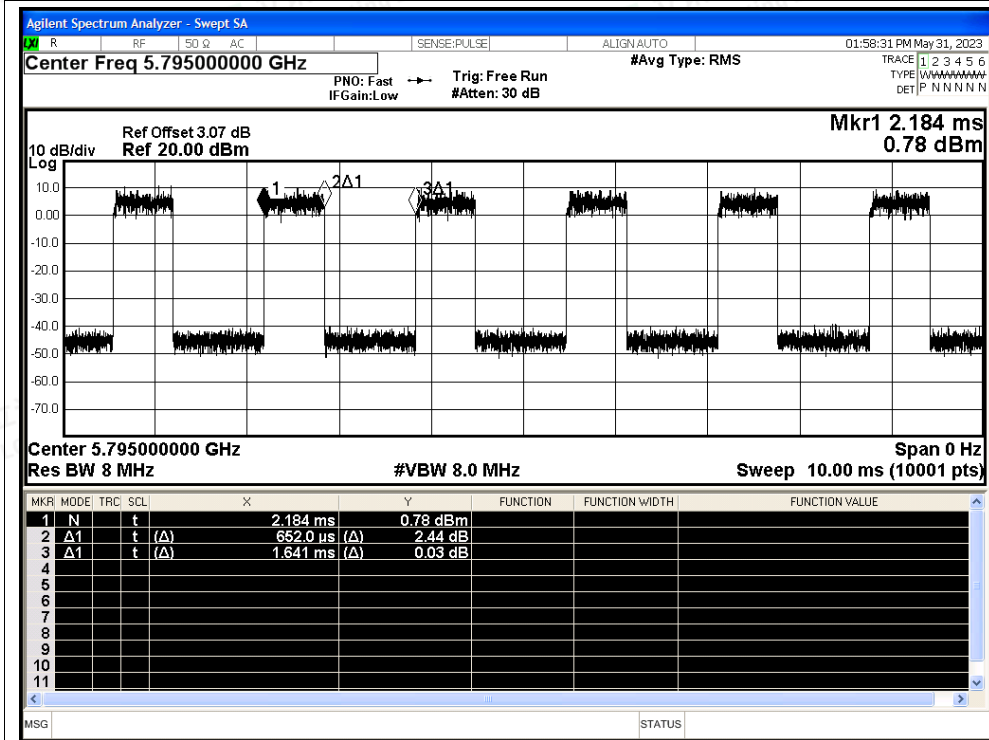 Agilent Spectrum Analyzer - Swept SA
LXI R RF 50 Ω AC SENSE:PULSE ALIGN AUTO 01:58:31 PM May 31, 2023
Center Freq 5.795000000 GHz #Avg Type: RMS TRACE 1 2 3 4 5 6
PNO: Fast Trig: Free Run TYPE WWWWWW
IFGain:Low #Atten: 30 dB DET P N N N N N
Mkr1 2.184 ms
Ref Offset 3.07 dB
10 dB/div Ref 20.00 dBm 0.78 dBm
Log
10.0
1 2Δ1 3Δ1
0.00
-10.0
-20.0
-30.0
-40.0
-50.0
-60.0
-70.0
Center 5.795000000 GHz Span 0 Hz
Res BW 8 MHz #VBW 8.0 MHz Sweep 10.00 ms (10001 pts)
MKR MODE TRC SCL X Y FUNCTION FUNCTION WIDTH FUNCTION VALUE
1 N t 2.184 ms 0.78 dBm
2 Δ1 t (Δ) 652.0 µs (Δ) 2.44 dB
3 Δ1 t (Δ) 1.641 ms (Δ) 0.03 dB
4
5
6
7
8
9
10
11
MSG STATUS